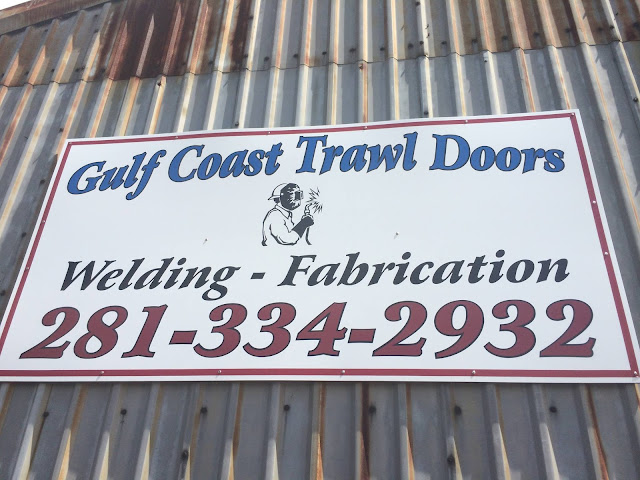 Gulf Coast Trawl Doors
Welding - Fabrication
281-334-2932